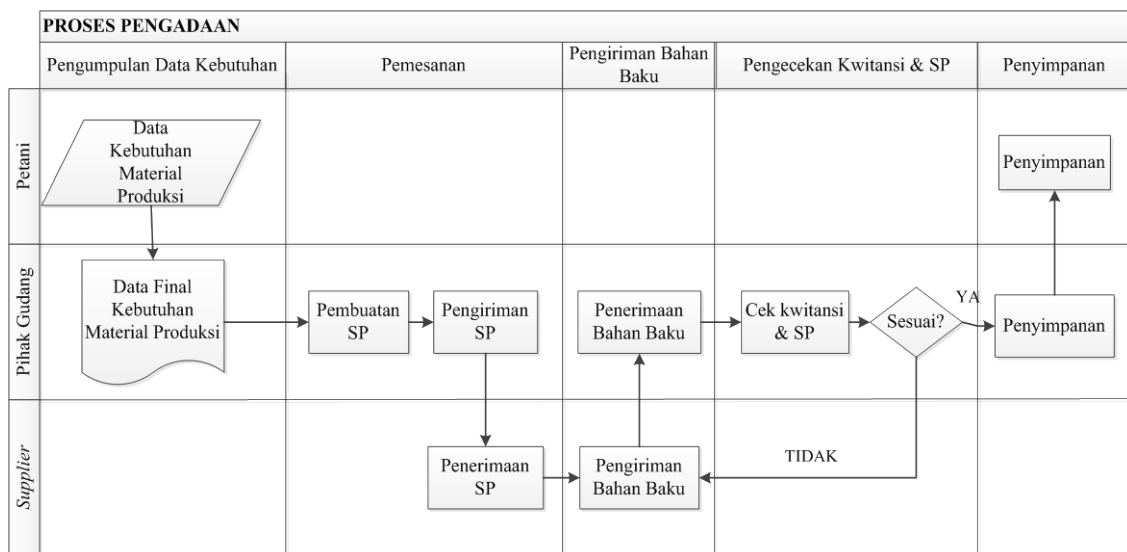 PROSES PENGADAAN
Pengumpulan Data Kebutuhan
Pemesanan
Pengiriman Bahan
Baku
Pengecekan Kwitansi & SP
Penyimpanan
Petani
Data
Kebutuhan
Material
Produksi
Penyimpanan
Pihak Gudang
Data Final
Kebutuhan
Material Produksi
Pembuatan
SP
Pengiriman
SP
Penerimaan
Bahan Baku
Cek kwitansi
& SP
Sesuai?
YA
Penyimpanan
Supplier
Penerimaan
SP
Pengiriman
Bahan Baku
TIDAK